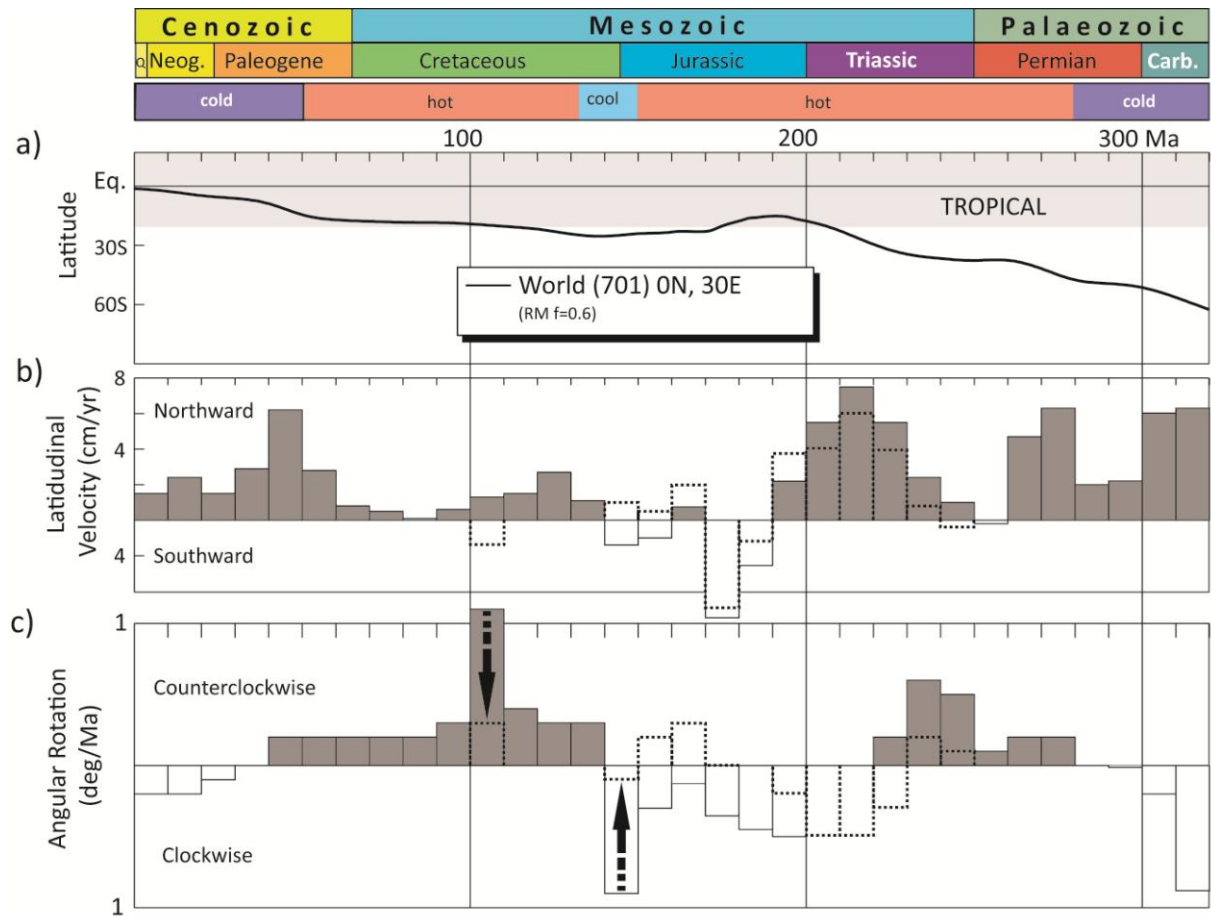 Cenozoic Mesozoic Palaeozoic
Q Neog. Paleogene Cretaceous Jurassic Triassic Permian Carb.
cold hot cool hot cold
100 200 300 Ma
a)
Latitude
Eq.
30S
60S
TROPICAL
World (701) 0N, 30E
(RM f=0.6)
b)
Latidudinal
Velocity (cm/yr)
8
4
4
Northward
Southward
c)
Angular Rotation
(deg/Ma)
1
1
Counterclockwise
Clockwise